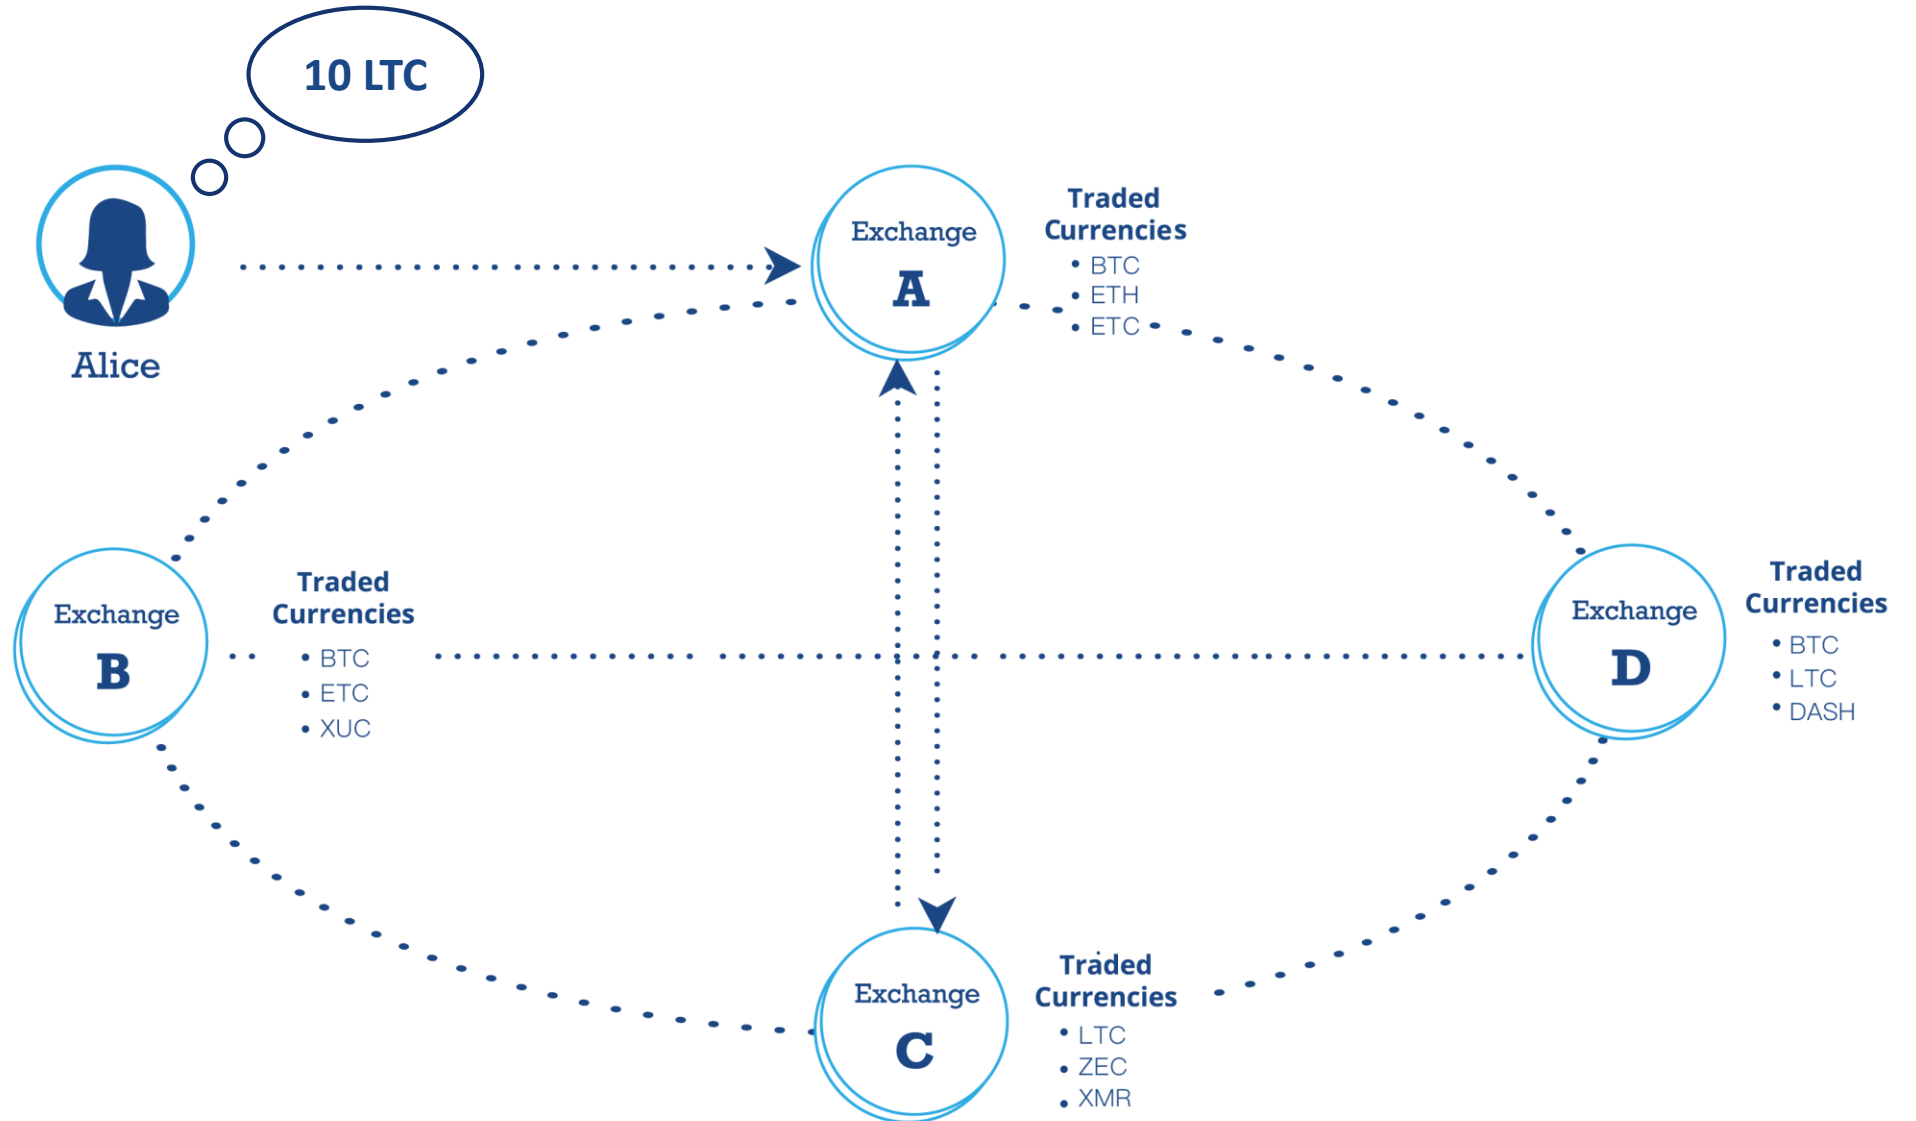 10 LTC
Alice
Exchange
A
Traded
Currencies
• BTC
• ETH
• ETC
Exchange
B
Traded
Currencies
• BTC
• ETC
• XUC
Exchange
D
Traded
Currencies
• BTC
• LTC
• DASH
Exchange
C
Traded
Currencies
• LTC
• ZEC
• XMR